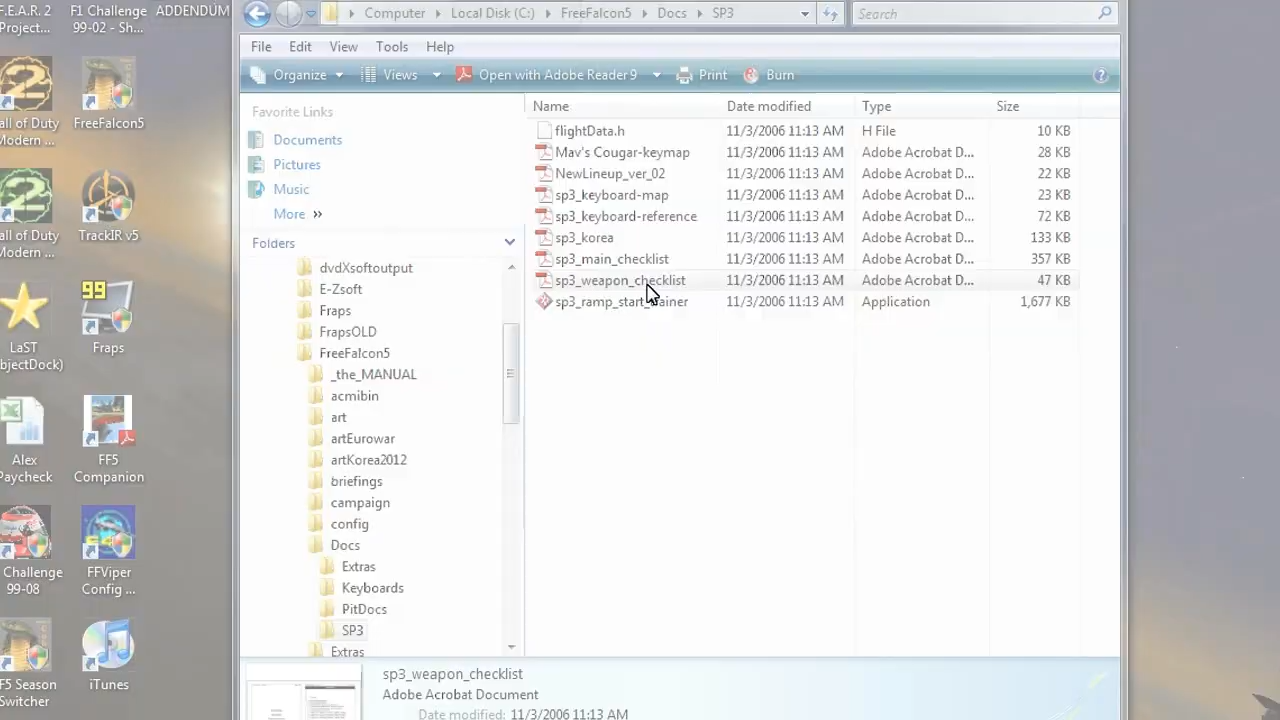 F.E.A.R. 2
Project...
F1 Challenge
99-02 - Sh...
ADDENDUM
all of Duty
Modern ...
FreeFalcon5
all of Duty
Modern ...
TrackIR v5
LaST
bjectDock)
99
Fraps
Alex
Paycheck
FF5
Companion
Challenge
99-08
FFViper
Config ...
F5 Season
Switcher
iTunes
Computer
Local Disk (C:)
FreeFalcon5
Docs
SP3
Search
File Edit View Tools Help
Organize Views Open with Adobe Reader 9 Print Burn
Favorite Links
Documents
Pictures
Music
More
Folders
dvdXsoftoutput
E-Zsoft
Fraps
FrapsOLD
FreeFalcon5
_the_MANUAL
acmibin
art
artEurowar
artKorea2012
briefings
campaign
config
Docs
Extras
Keyboards
PitDocs
SP3
Extras
Name Date modified Type Size
flightData.h 11/3/2006 11:13 AM H File 10 KB
Mav's Cougar-keymap 11/3/2006 11:13 AM Adobe Acrobat D... 28 KB
NewLineup_ver_02 11/3/2006 11:13 AM Adobe Acrobat D... 22 KB
sp3_keyboard-map 11/3/2006 11:13 AM Adobe Acrobat D... 23 KB
sp3_keyboard-reference 11/3/2006 11:13 AM Adobe Acrobat D... 72 KB
sp3_korea 11/3/2006 11:13 AM Adobe Acrobat D... 133 KB
sp3_main_checklist 11/3/2006 11:13 AM Adobe Acrobat D... 357 KB
sp3_weapon_checklist 11/3/2006 11:13 AM Adobe Acrobat D... 47 KB
sp3_ramp_start_trainer 11/3/2006 11:13 AM Application 1,677 KB
sp3_weapon_checklist
Adobe Acrobat Document
Date modified: 11/3/2006 11:13 AM